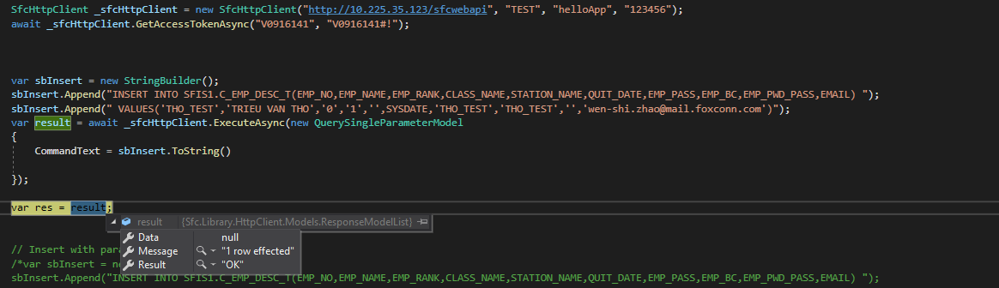 SfcHttpClient _sfcHttpClient = new SfcHttpClient("http://10.225.35.123/sfcwebapi", "TEST", "helloApp", "123456");
await _sfcHttpClient.GetAccessTokenAsync("V0916141", "V0916141#!");
var sbInsert = new StringBuilder();
sbInsert.Append("INSERT INTO SFIS1.C_EMP_DESC_T(EMP_NO,EMP_NAME,EMP_RANK,CLASS_NAME,STATION_NAME,QUIT_DATE,EMP_PASS,EMP_BC,EMP_PWD_PASS,EMAIL) ");
sbInsert.Append(" VALUES('THO_TEST','TRIEU VAN THO','0','1','',SYSDATE,'THO_TEST','THO_TEST','','wen-shi.zhao@mail.foxconn.com')");
var result = await _sfcHttpClient.ExecuteAsync(new QuerySingleParameterModel
{
CommandText = sbInsert.ToString()
});
var res = result;
result {Sfc.Library.HttpClient.Models.ResponseModelList}
Data null
Message "1 row effected"
Result "OK"
// Insert with para
/*var sbInsert = ne
sbInsert.Append("INSERT INTO SFIS1.C_EMP_DESC_T(EMP_NO,EMP_NAME,EMP_RANK,CLASS_NAME,STATION_NAME,QUIT_DATE,EMP_PASS,EMP_BC,EMP_PWD_PASS,EMAIL) ");